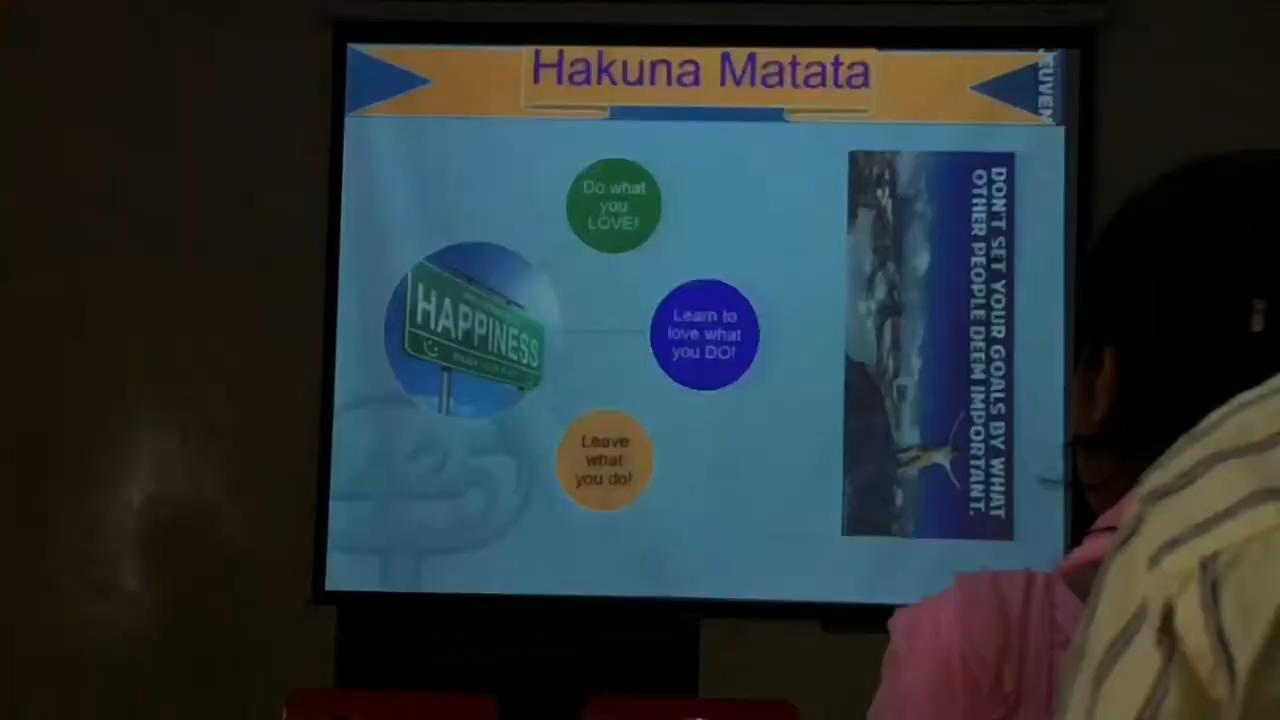 Hakuna Matata
JEUVEN
Do what
you
LOVE!
HAPPINESS
Learn to
love what
you DO!
Leave
what
you do!
DON'T SET YOUR GOALS BY WHAT
OTHER PEOPLE DEEM IMPORTANT.